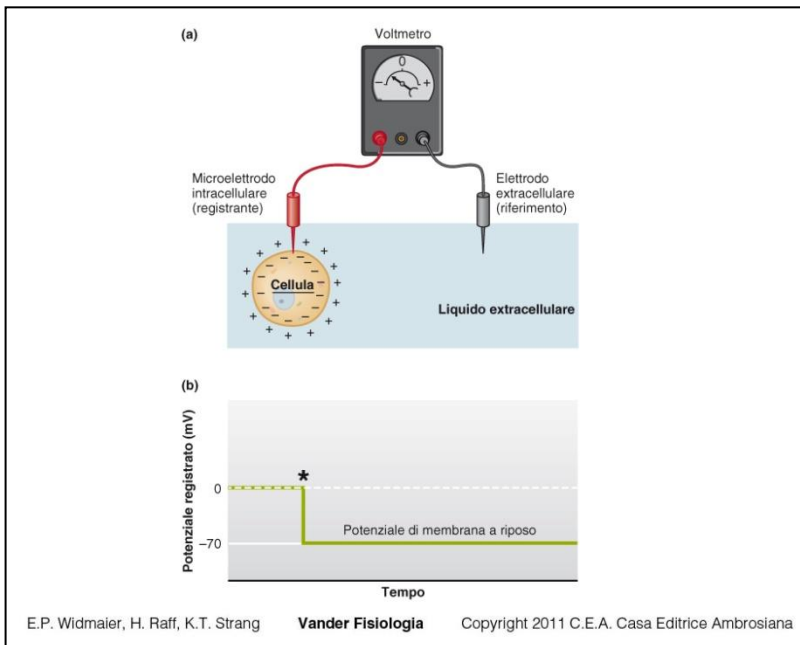 (a)
Voltmetro
0
− +
Microelettrodo
intracellulare
(registrante)
Elettrodo
extracellulare
(riferimento)
Cellula
Liquido extracellulare
(b)
Potenziale registrato (mV)
*
0
Potenziale di membrana a riposo
–70
Tempo
E.P. Widmaier, H. Raff, K.T. Strang Vander Fisiologia Copyright 2011 C.E.A. Casa Editrice Ambrosiana